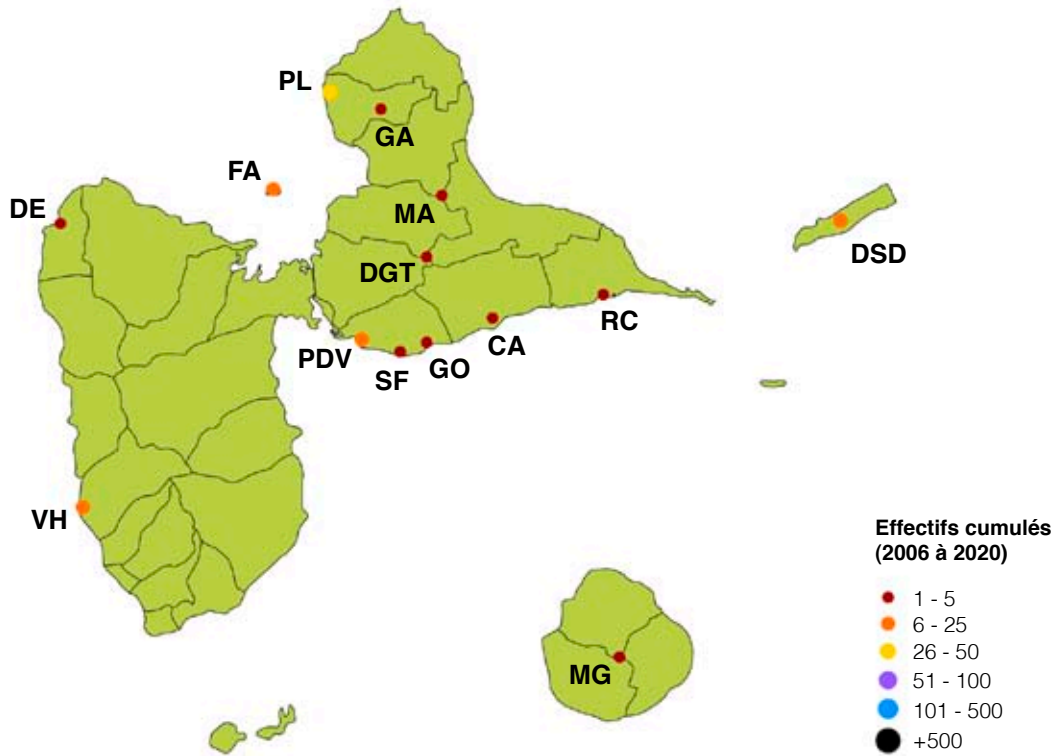 PL
GA
FA
DE
MA
DSD
DGT
RC
CA
PDV
GO
SF
VH
MG
Effectifs cumulés
(2006 à 2020)
1 - 5
6 - 25
26 - 50
51 - 100
101 - 500
+500